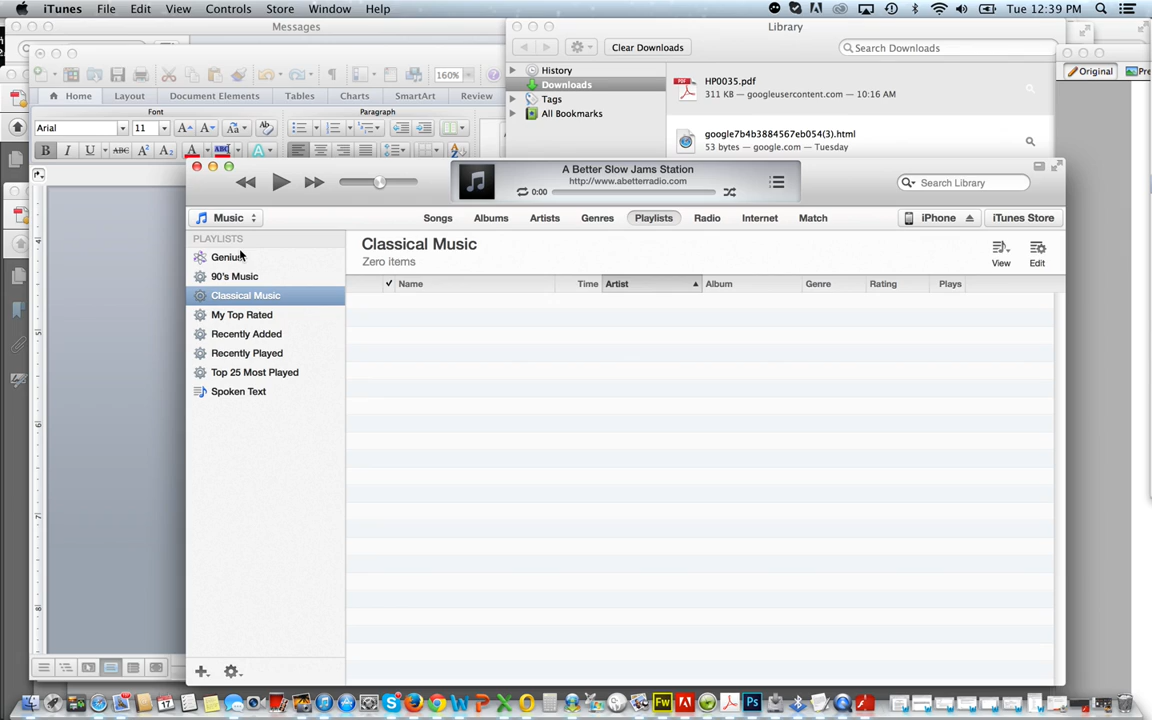 iTunes File Edit View Controls Store Window Help Tue 12:39 PM
Messages
Library
Clear Downloads Search Downloads
160%
History
Downloads
Tags
All Bookmarks
HP0035.pdf
311 KB — googleusercontent.com — 10:16 AM
google7b4b3884567eb054(3).html
53 bytes — google.com — Tuesday
Original Pre
Home Layout Document Elements Tables Charts SmartArt Review
Font Paragraph
Arial 11
A Better Slow Jams Station
http://www.abetterradio.com
0:00
Search Library
Music Songs Albums Artists Genres Playlists Radio Internet Match iPhone iTunes Store
PLAYLISTS
Genius
90's Music
Classical Music
My Top Rated
Recently Added
Recently Played
Top 25 Most Played
Spoken Text
Classical Music
Zero items
View Edit
Name Time Artist Album Genre Rating Plays